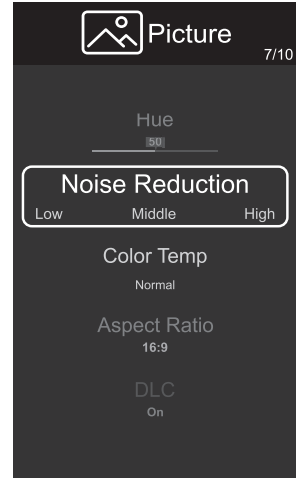 Picture
7/10
Hue
50
Noise Reduction
Low Middle High
Color Temp
Normal
Aspect Ratio
16:9
DLC
On